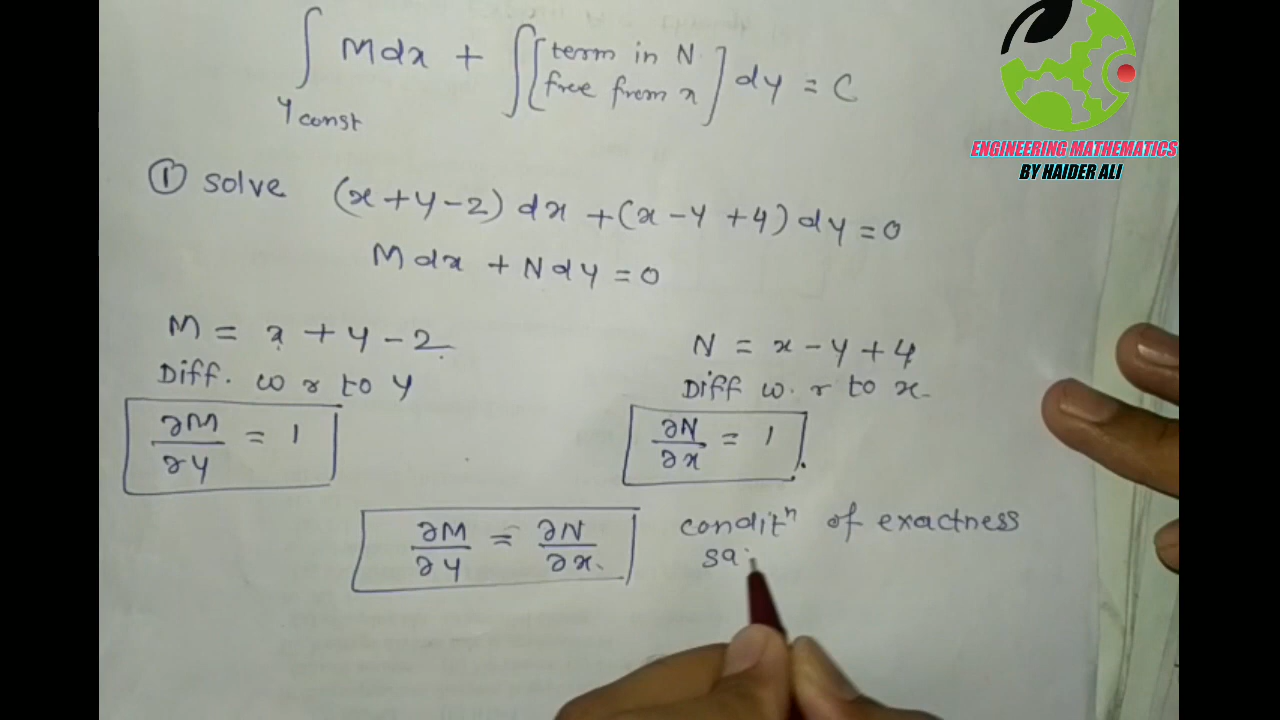 ∫ M dx + ∫ [term in N free from x] dy = C
y const
ENGINEERING MATHEMATICS
BY HAIDER ALI
① solve (x+y-2) dx + (x-y+4) dy = 0
M dx + N dy = 0
M = x + y - 2
Diff. w r to y
∂M/∂y = 1
N = x - y + 4
Diff w. r to x.
∂N/∂x = 1
∂M/∂y = ∂N/∂x.
conditⁿ of exactness
sa